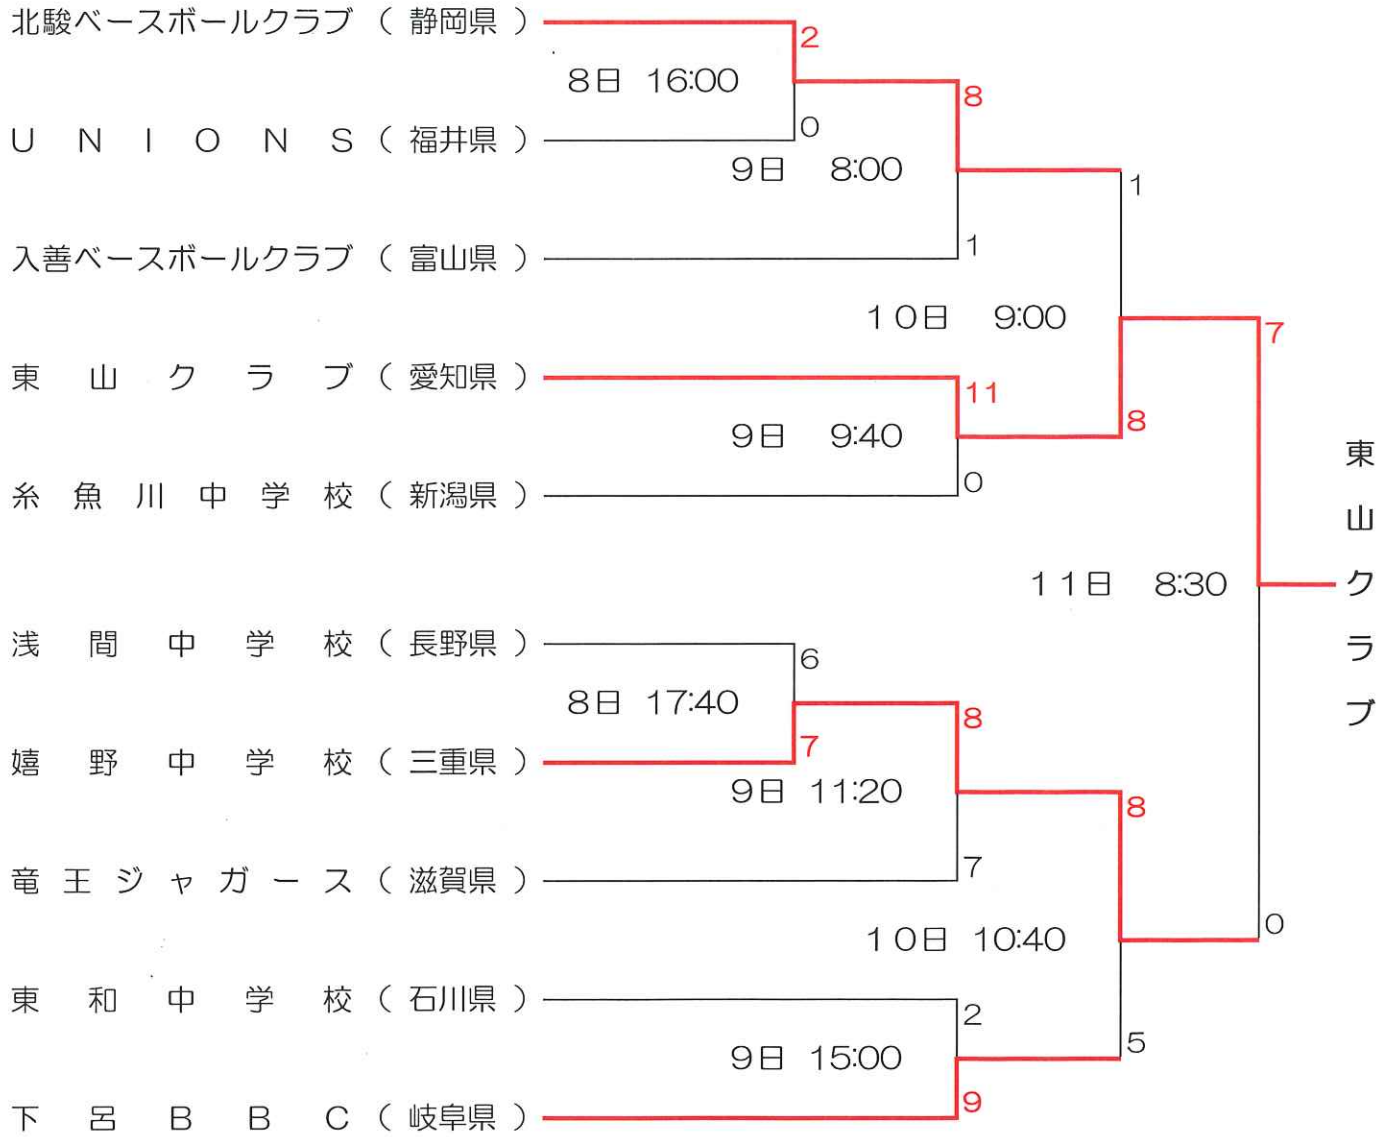 北駿ベースボールクラブ ( 静岡県 )
2
8日 16:00
8
UNIONS ( 福井県 )
0
9日 8:00
1
入善ベースボールクラブ ( 富山県 )
1
10日 9:00
7
東山クラブ ( 愛知県 )
11
8
9日 9:40
東山クラブ
糸魚川中学校 ( 新潟県 )
0
11日 8:30
浅間中学校 ( 長野県 )
6
8日 17:40
8
嬉野中学校 ( 三重県 )
7
9日 11:20
8
竜王ジャガース ( 滋賀県 )
7
0
10日 10:40
東和中学校 ( 石川県 )
2
5
9日 15:00
下呂BBC ( 岐阜県 )
9